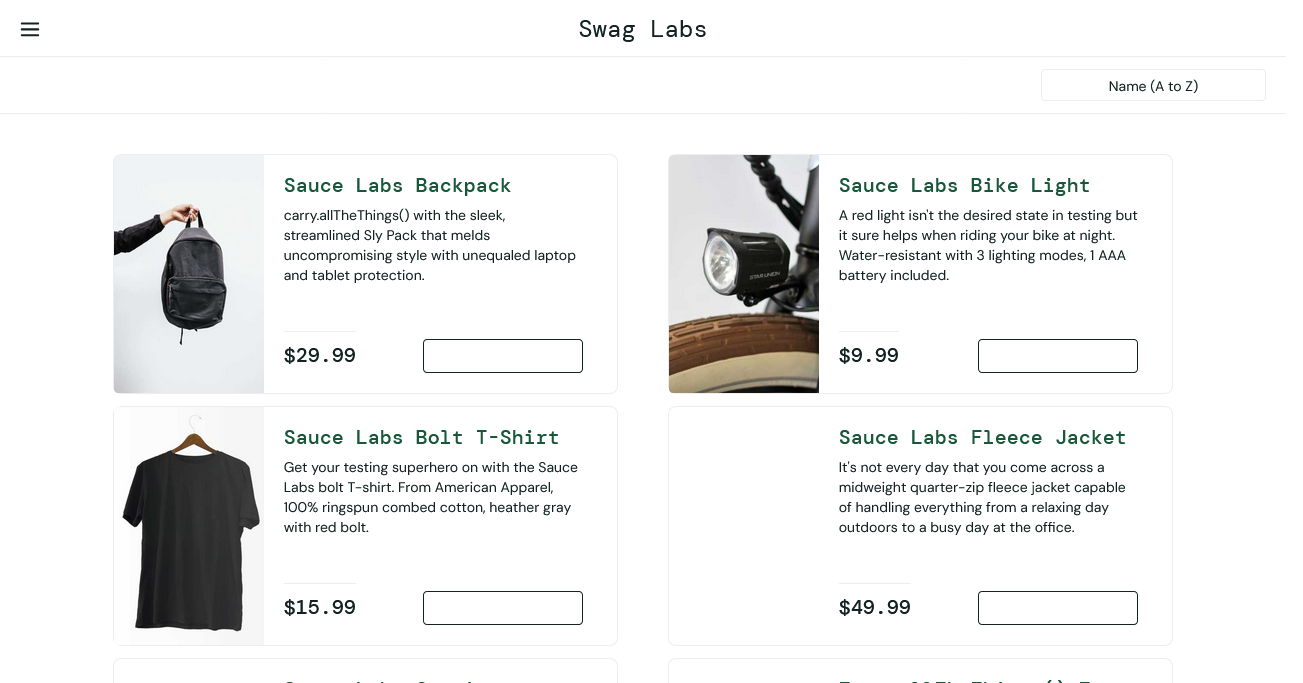 Swag Labs
Name (A to Z)
Sauce Labs Backpack
carry.allTheThings() with the sleek,
streamlined Sly Pack that melds
uncompromising style with unequaled laptop
and tablet protection.
$29.99
Sauce Labs Bike Light
A red light isn't the desired state in testing but
it sure helps when riding your bike at night.
Water-resistant with 3 lighting modes, 1 AAA
battery included.
STAR UNION
$9.99
Sauce Labs Bolt T-Shirt
Get your testing superhero on with the Sauce
Labs bolt T-shirt. From American Apparel,
100% ringspun combed cotton, heather gray
with red bolt.
$15.99
Sauce Labs Fleece Jacket
It's not every day that you come across a
midweight quarter-zip fleece jacket capable
of handling everything from a relaxing day
outdoors to a busy day at the office.
$49.99